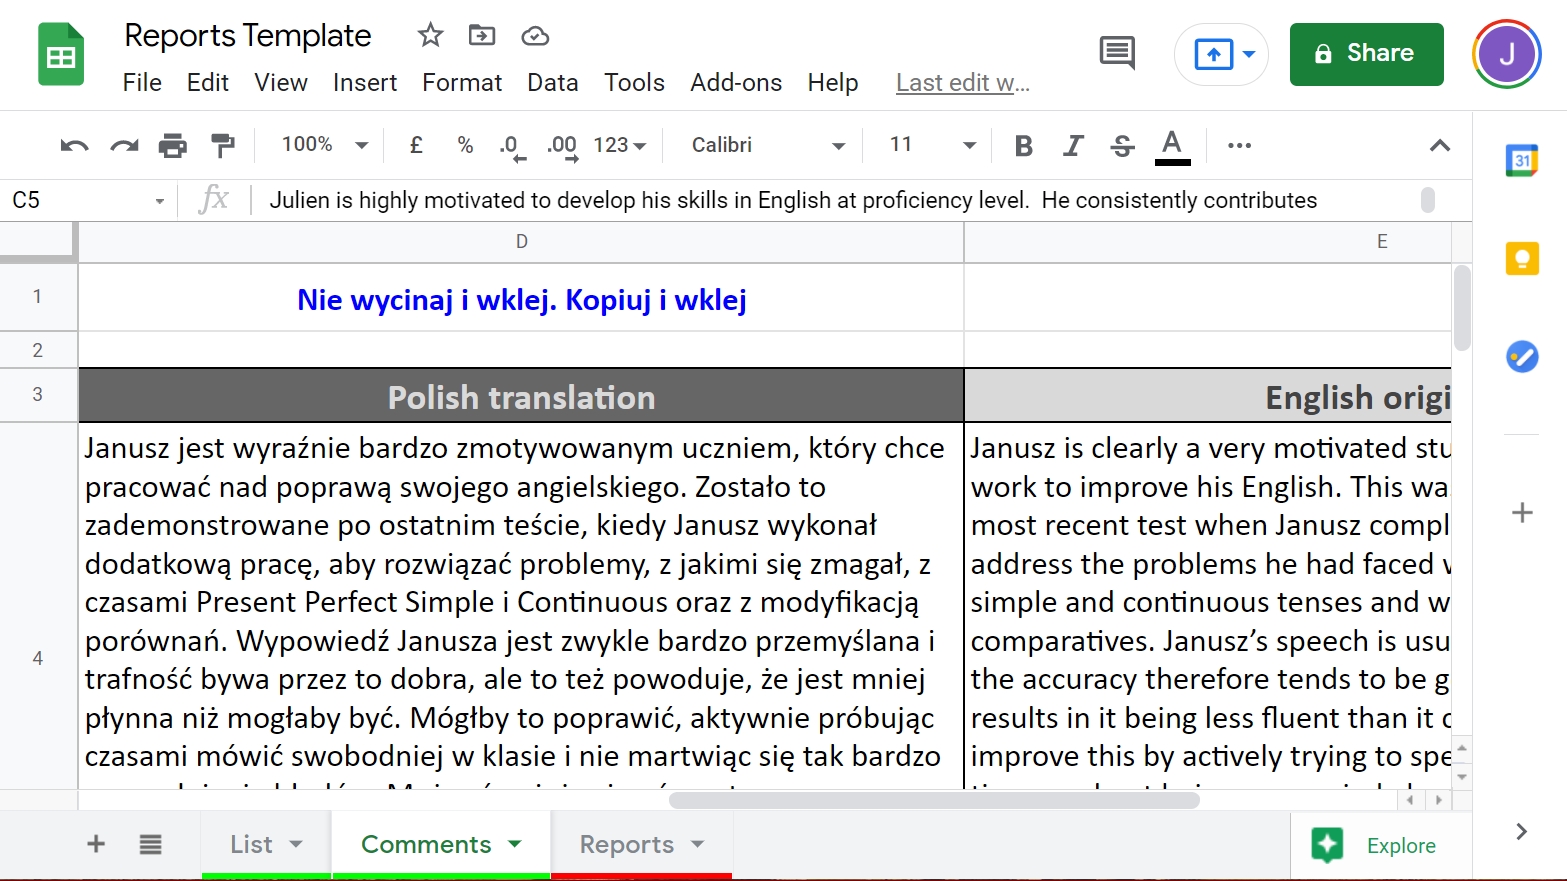 Reports Template
File Edit View Insert Format Data Tools Add-ons Help Last edit w...
Share
J
100% £ % .0 .00 123 Calibri 11 B I S A
31
C5 fx Julien is highly motivated to develop his skills in English at proficiency level. He consistently contributes
D E
1 Nie wycinaj i wklej. Kopiuj i wklej
2
3 Polish translation English origi
4
Janusz jest wyraźnie bardzo zmotywowanym uczniem, który chce
pracować nad poprawą swojego angielskiego. Zostało to
zademonstrowane po ostatnim teście, kiedy Janusz wykonał
dodatkową pracę, aby rozwiązać problemy, z jakimi się zmagał, z
czasami Present Perfect Simple i Continuous oraz z modyfikacją
porównań. Wypowiedź Janusza jest zwykle bardzo przemyślana i
trafność bywa przez to dobra, ale to też powoduje, że jest mniej
płynna niż mogłaby być. Mógłby to poprawić, aktywnie próbując
czasami mówić swobodniej w klasie i nie martwiąc się tak bardzo
Janusz is clearly a very motivated stu
work to improve his English. This wa
most recent test when Janusz compl
address the problems he had faced
simple and continuous tenses and w
comparatives. Janusz’s speech is usu
the accuracy therefore tends to be g
results in it being less fluent than it c
improve this by actively trying to spe
List Comments Reports
Explore